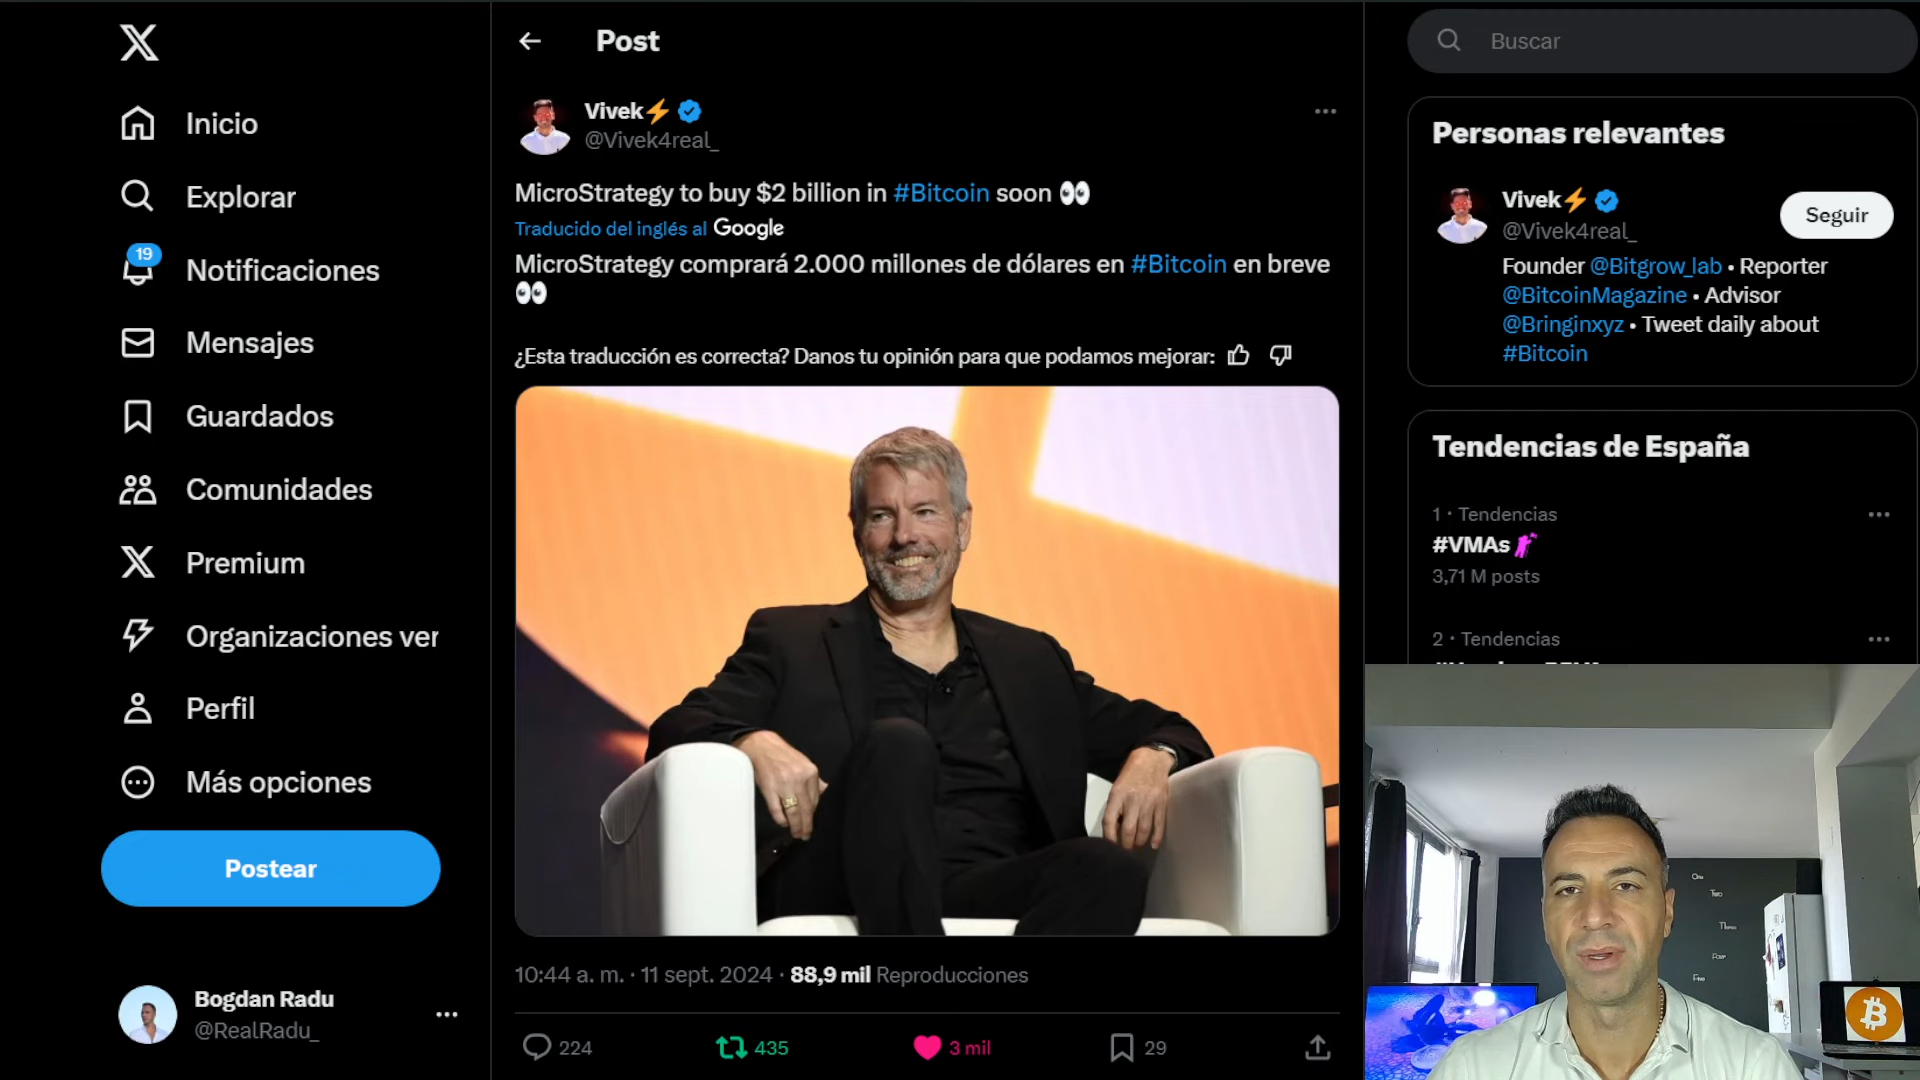 Inicio
Explorar
19
Notificaciones
Mensajes
Guardados
Comunidades
Premium
Organizaciones ver
Perfil
Más opciones
Postear
Bogdan Radu
@RealRadu_
Post
Vivek⚡
@Vivek4real_
MicroStrategy to buy $2 billion in #Bitcoin soon 👀
Traducido del inglés al Google
MicroStrategy comprará 2.000 millones de dólares en #Bitcoin en breve
👀
¿Esta traducción es correcta? Danos tu opinión para que podamos mejorar:
10:44 a. m. · 11 sept. 2024 · 88,9 mil Reproducciones
224
435
3 mil
29
Buscar
Personas relevantes
Vivek⚡
@Vivek4real_
Seguir
Founder @Bitgrow_lab • Reporter
@BitcoinMagazine • Advisor
@Bringinxyz • Tweet daily about
#Bitcoin
Tendencias de España
1 · Tendencias
#VMAs
3,71 M posts
2 · Tendencias
One
Two
Three
Four
Five